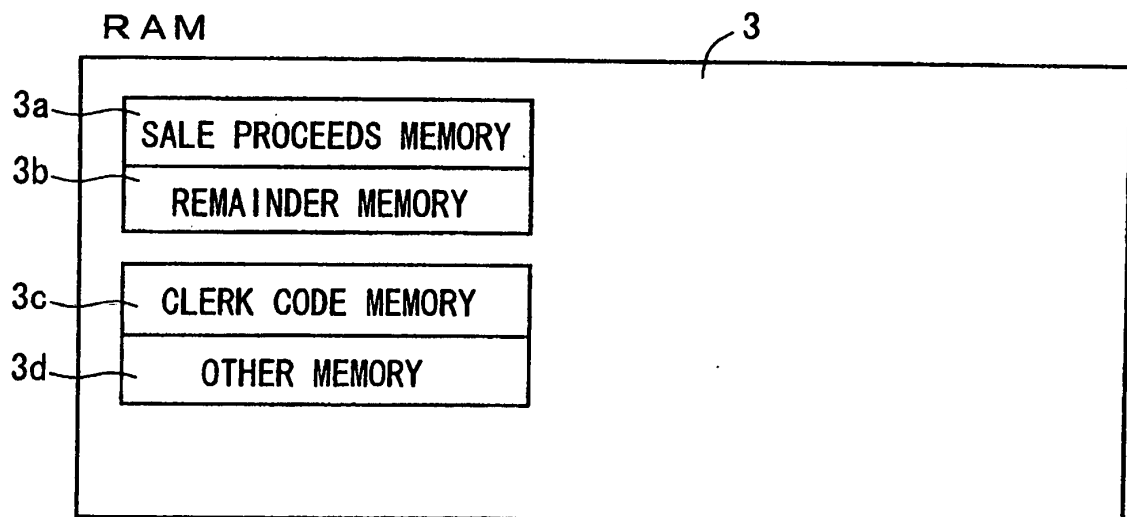 RAM
3
3a
SALE PROCEEDS MEMORY
3b
REMAINDER MEMORY
3c
CLERK CODE MEMORY
3d
OTHER MEMORY